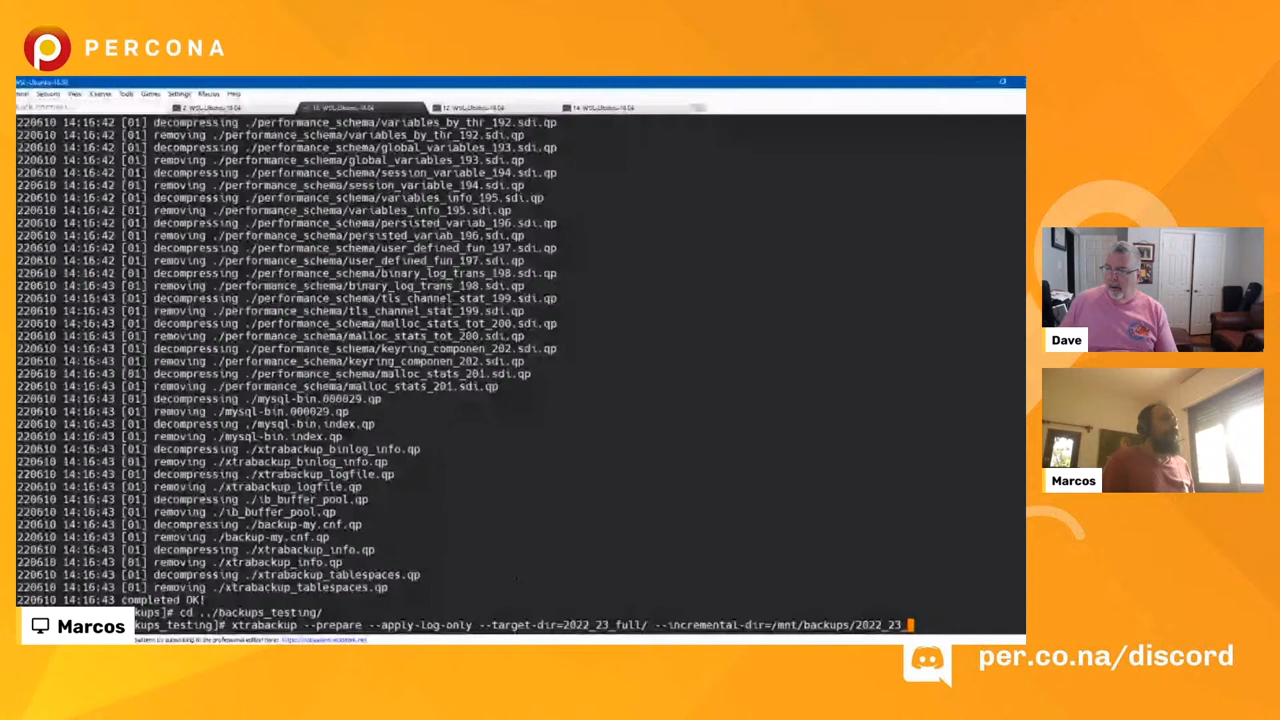 PERCONA
Sessions View Xserver Tools Games Settings Macros Help
220610 14:16:42 [01] decompressing ./performance_schema/variables_by_thr_192.sdi.qp
220610 14:16:42 [01] removing ./performance_schema/variables_by_thr_192.sdi.qp
220610 14:16:42 [01] decompressing ./performance_schema/global_variables_193.sdi.qp
220610 14:16:42 [01] removing ./performance_schema/global_variables_193.sdi.qp
220610 14:16:42 [01] decompressing ./performance_schema/session_variable_194.sdi.qp
220610 14:16:42 [01] removing ./performance_schema/session_variable_194.sdi.qp
220610 14:16:42 [01] decompressing ./performance_schema/variables_info_195.sdi.qp
220610 14:16:42 [01] removing ./performance_schema/variables_info_195.sdi.qp
220610 14:16:42 [01] decompressing ./performance_schema/persisted_variab_196.sdi.qp
220610 14:16:42 [01] removing ./performance_schema/persisted_variab_196.sdi.qp
220610 14:16:42 [01] decompressing ./performance_schema/user_defined_fun_197.sdi.qp
220610 14:16:42 [01] removing ./performance_schema/user_defined_fun_197.sdi.qp
220610 14:16:42 [01] decompressing ./performance_schema/binary_log_trans_198.sdi.qp
220610 14:16:43 [01] removing ./performance_schema/binary_log_trans_198.sdi.qp
220610 14:16:43 [01] decompressing ./performance_schema/tls_channel_stat_199.sdi.qp
220610 14:16:43 [01] removing ./performance_schema/tls_channel_stat_199.sdi.qp
220610 14:16:43 [01] decompressing ./performance_schema/malloc_stats_tot_200.sdi.qp
220610 14:16:43 [01] removing ./performance_schema/malloc_stats_tot_200.sdi.qp
220610 14:16:43 [01] decompressing ./performance_schema/keyring_componen_202.sdi.qp
220610 14:16:43 [01] removing ./performance_schema/keyring_componen_202.sdi.qp
220610 14:16:43 [01] decompressing ./performance_schema/malloc_stats_201.sdi.qp
220610 14:16:43 [01] removing ./performance_schema/malloc_stats_201.sdi.qp
220610 14:16:43 [01] decompressing ./mysql-bin.000029.qp
220610 14:16:43 [01] removing ./mysql-bin.000029.qp
220610 14:16:43 [01] decompressing ./mysql-bin.index.qp
220610 14:16:43 [01] removing ./mysql-bin.index.qp
220610 14:16:43 [01] decompressing ./xtrabackup_binlog_info.qp
220610 14:16:43 [01] removing ./xtrabackup_binlog_info.qp
220610 14:16:43 [01] decompressing ./xtrabackup_logfile.qp
220610 14:16:43 [01] removing ./xtrabackup_logfile.qp
220610 14:16:43 [01] decompressing ./ib_buffer_pool.qp
220610 14:16:43 [01] removing ./ib_buffer_pool.qp
220610 14:16:43 [01] decompressing ./backup-my.cnf.qp
220610 14:16:43 [01] removing ./backup-my.cnf.qp
220610 14:16:43 [01] decompressing ./xtrabackup_info.qp
220610 14:16:43 [01] removing ./xtrabackup_info.qp
220610 14:16:43 [01] decompressing ./xtrabackup_tablespaces.qp
220610 14:16:43 [01] removing ./xtrabackup_tablespaces.qp
220610 14:16:43 completed OK!
kups]# cd ../backups_testing/
kups_testing]# xtrabackup --prepare --apply-log-only --target-dir=2022_23_full/ --incremental-dir=/mnt/backups/2022_23_
Marcos
Dave
Marcos
per.co.na/discord